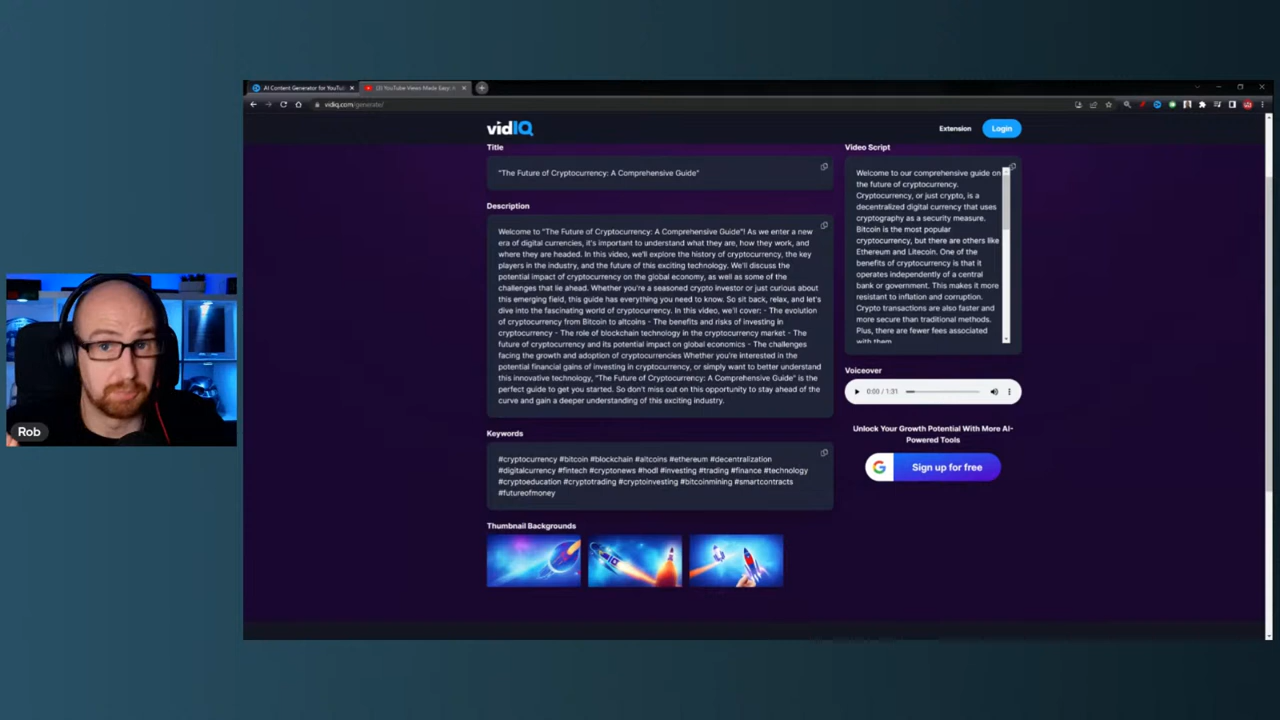 AI Content Generator for YouTub
(2) YouTube Views Made Easy: A
vidiq.com/generate/
vidIQ
Extension
Login
Title
"The Future of Cryptocurrency: A Comprehensive Guide"
Description
Welcome to "The Future of Cryptocurrency: A Comprehensive Guide"! As we enter a new
era of digital currencies, it's important to understand what they are, how they work, and
where they are headed. In this video, we'll explore the history of cryptocurrency, the key
players in the industry, and the future of this exciting technology. We'll discuss the
potential impact of cryptocurrency on the global economy, as well as some of the
challenges that lie ahead. Whether you're a seasoned crypto investor or just curious about
this emerging field, this guide has everything you need to know. So sit back, relax, and let's
dive into the fascinating world of cryptocurrency. In this video, we'll cover: - The evolution
of cryptocurrency from Bitcoin to altcoins - The benefits and risks of investing in
cryptocurrency - The role of blockchain technology in the cryptocurrency market - The
future of cryptocurrency and its potential impact on global economics - The challenges
facing the growth and adoption of cryptocurrencies Whether you're interested in the
potential financial gains of investing in cryptocurrency, or simply want to better understand
this innovative technology, "The Future of Cryptocurrency: A Comprehensive Guide" is the
perfect guide to get you started. So don't miss out on this opportunity to stay ahead of the
curve and gain a deeper understanding of this exciting industry.
Keywords
#cryptocurrency #bitcoin #blockchain #altcoins #ethereum #decentralization
#digitalcurrency #fintech #cryptonews #hodl #investing #trading #finance #technology
#cryptoeducation #cryptotrading #cryptoinvesting #bitcoinmining #smartcontracts
#futureofmoney
Thumbnail Backgrounds
Video Script
Welcome to our comprehensive guide on
the future of cryptocurrency.
Cryptocurrency, or just crypto, is a
decentralized digital currency that uses
cryptography as a security measure.
Bitcoin is the most popular
cryptocurrency, but there are others like
Ethereum and Litecoin. One of the
benefits of cryptocurrency is that it
operates independently of a central
bank or government. This makes it more
resistant to inflation and corruption.
Crypto transactions are also faster and
more secure than traditional methods.
Plus, there are fewer fees associated
with them
Voiceover
0:00 / 1:31
Unlock Your Growth Potential With More AI-
Powered Tools
Sign up for free
Rob